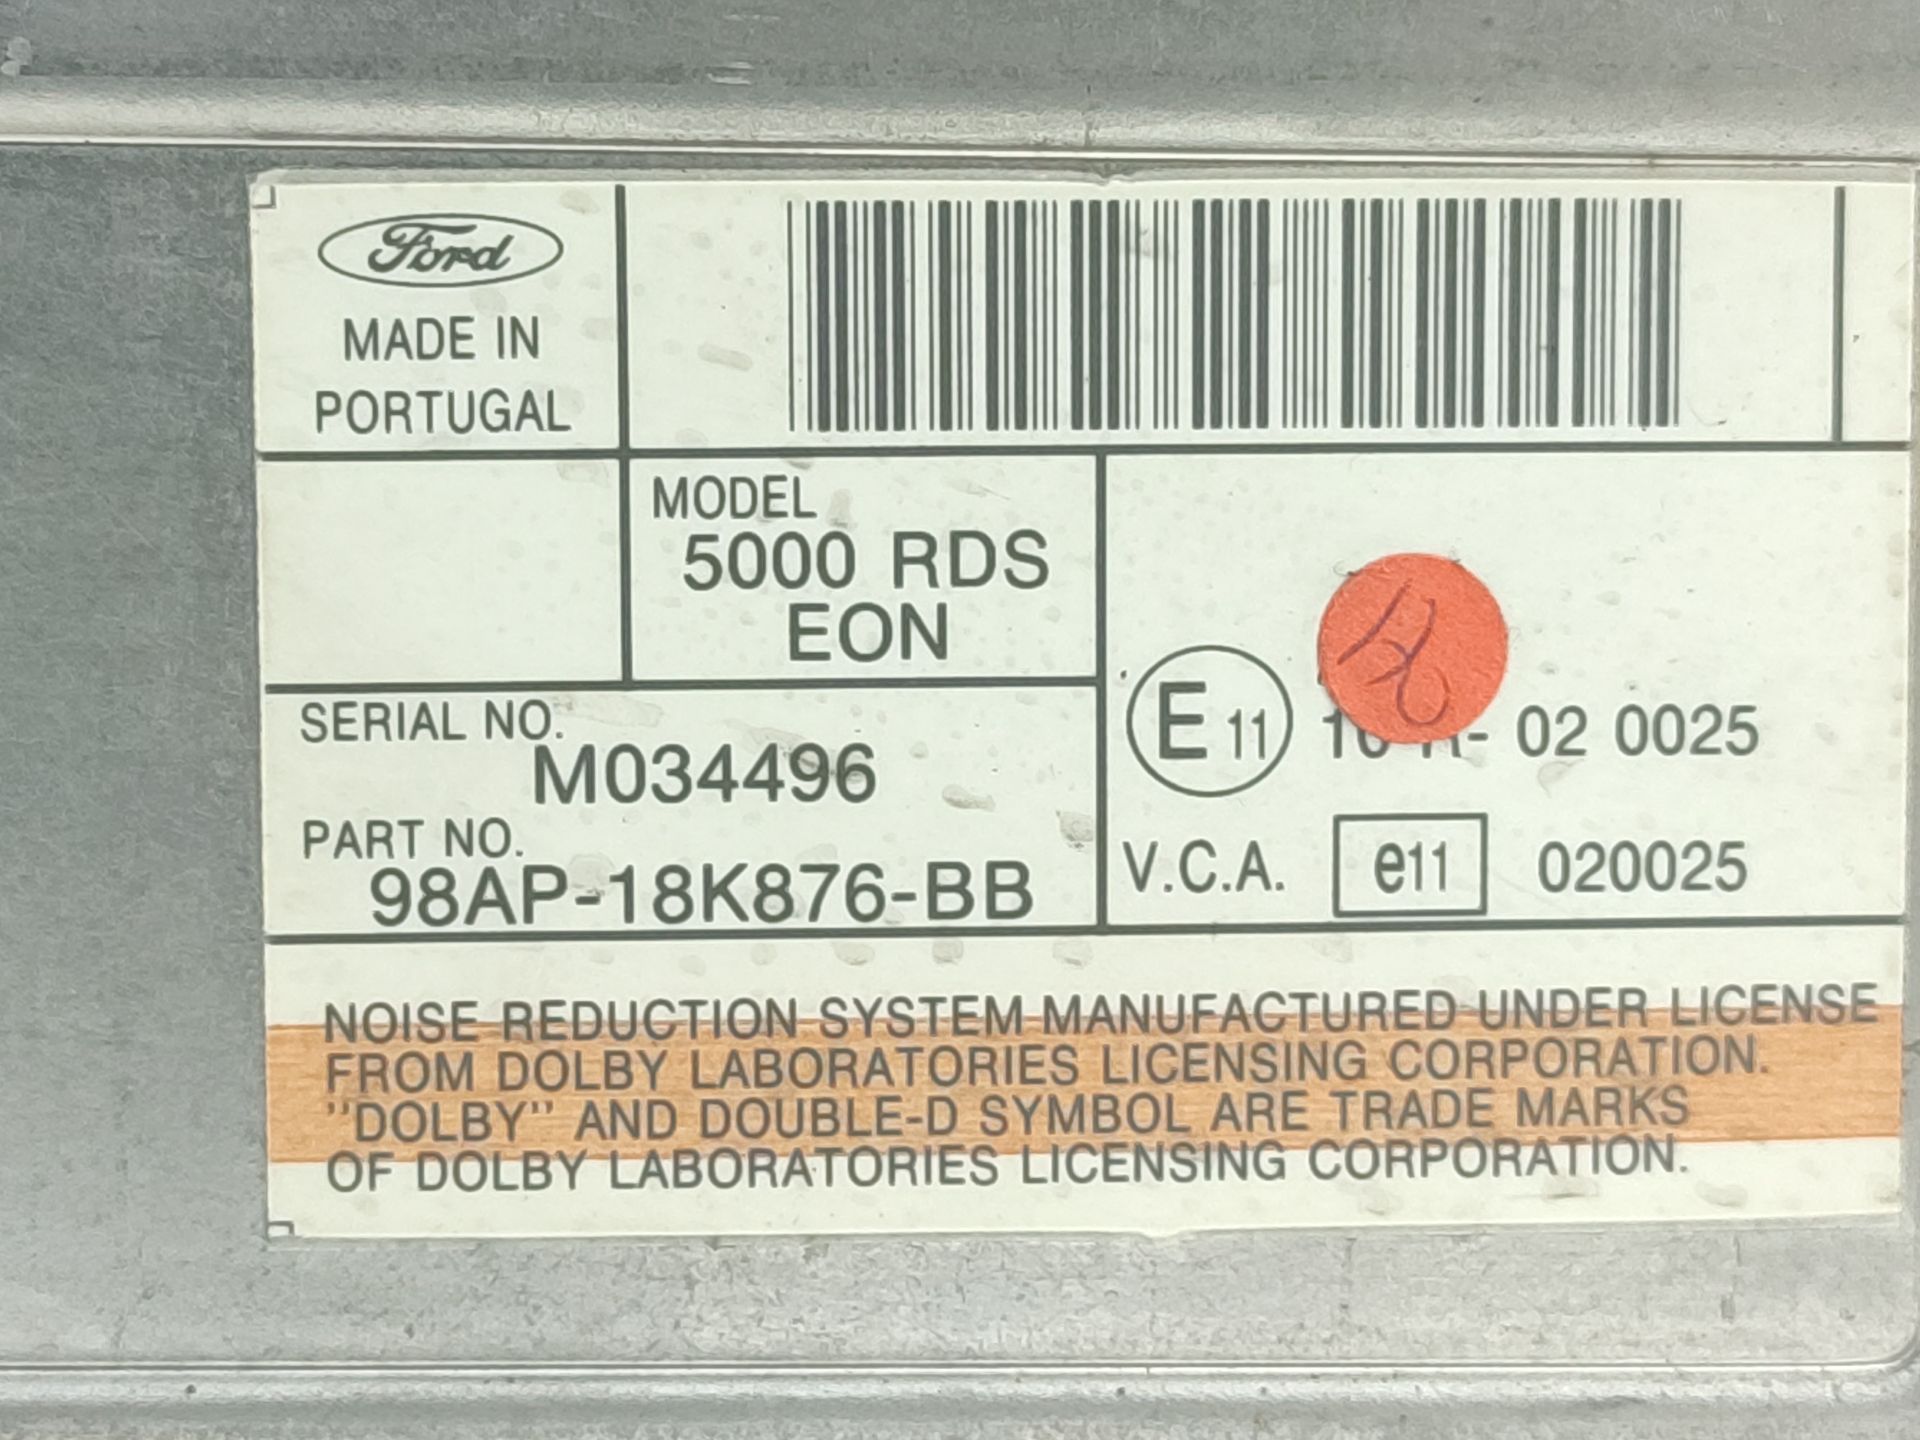 Ford
MADE IN
PORTUGAL
MODEL
5000 RDS
EON
SERIAL NO.
M034496
PART NO.
98AP-18K876-BB
E 11 02 0025
V.C.A. e11 020025
NOISE REDUCTION SYSTEM MANUFACTURED UNDER LICENSE
FROM DOLBY LABORATORIES LICENSING CORPORATION.
"DOLBY" AND DOUBLE-D SYMBOL ARE TRADE MARKS
OF DOLBY LABORATORIES LICENSING CORPORATION.